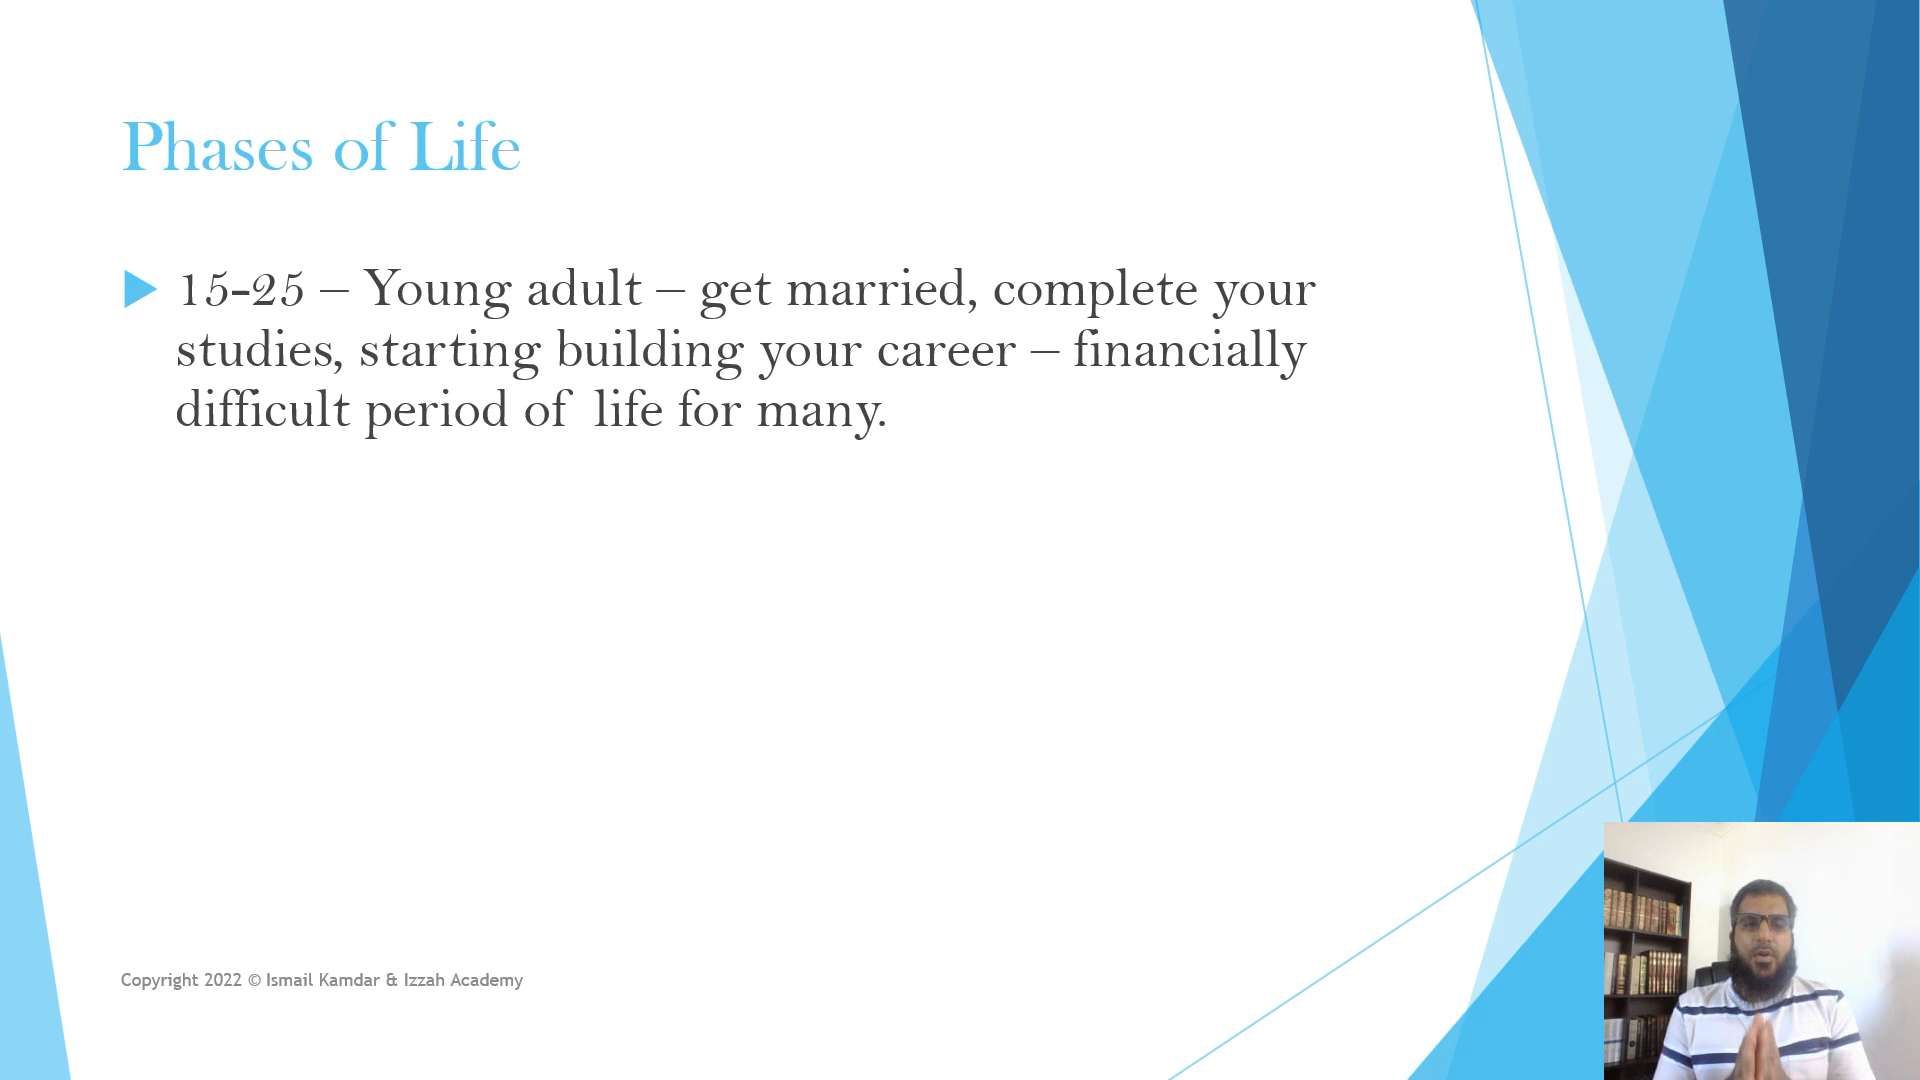 Phases of Life
15-25 – Young adult – get married, complete your
studies, starting building your career – financially
difficult period of life for many.
Copyright 2022 © Ismail Kamdar & Izzah Academy